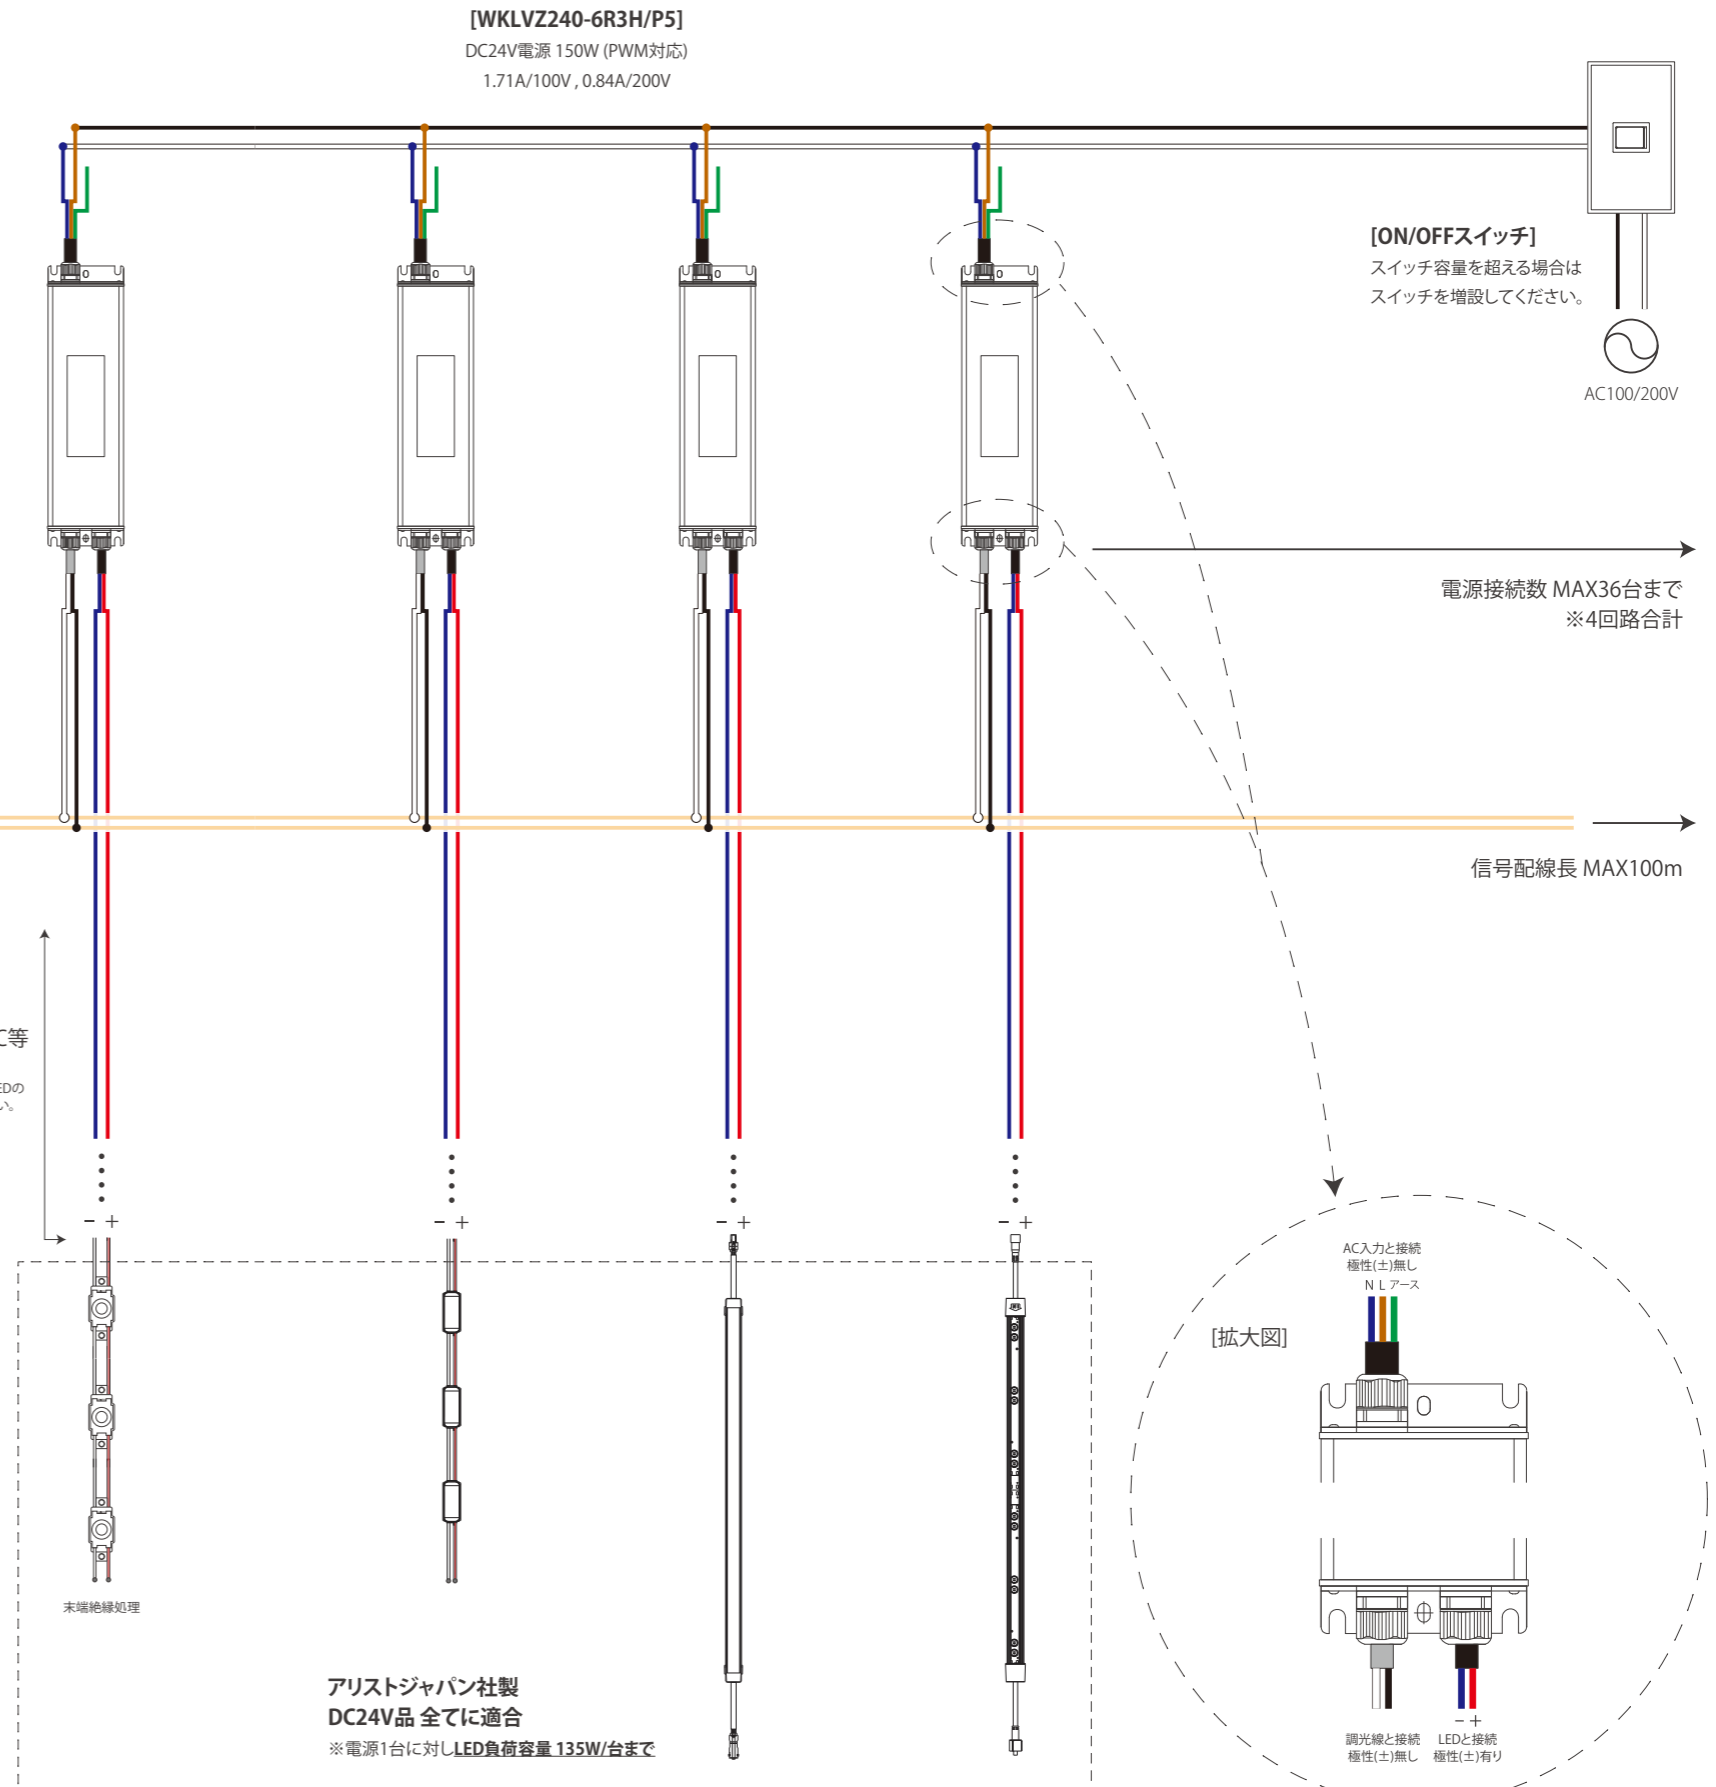 [WKLVZ240-6R3H/P5]
DC24V電源 150W (PWM対応)
1.71A/100V , 0.84A/200V
[ON/OFFスイッチ]
スイッチ容量を超える場合は
スイッチを増設してください。
AC100/200V
電源接続数 MAX36台まで
※4回路合計
信号配線長 MAX100m
C等
EDの
い。
− +
− +
− +
− +
AC入力と接続
極性(±)無し
N L アース
[拡大図]
末端絶縁処理
アリストジャパン社製
DC24V品 全てに適合
※電源1台に対しLED負荷容量 135W/台まで
− +
調光線と接続
極性(±)無し
LEDと接続
極性(±)有り